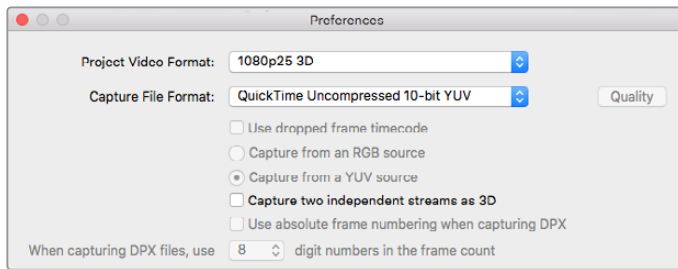 Preferences
Project Video Format: 1080p25 3D
Capture File Format: QuickTime Uncompressed 10-bit YUV Quality
Use dropped frame timecode
Capture from an RGB source
Capture from a YUV source
Capture two independent streams as 3D
Use absolute frame numbering when capturing DPX
When capturing DPX files, use 8 digit numbers in the frame count